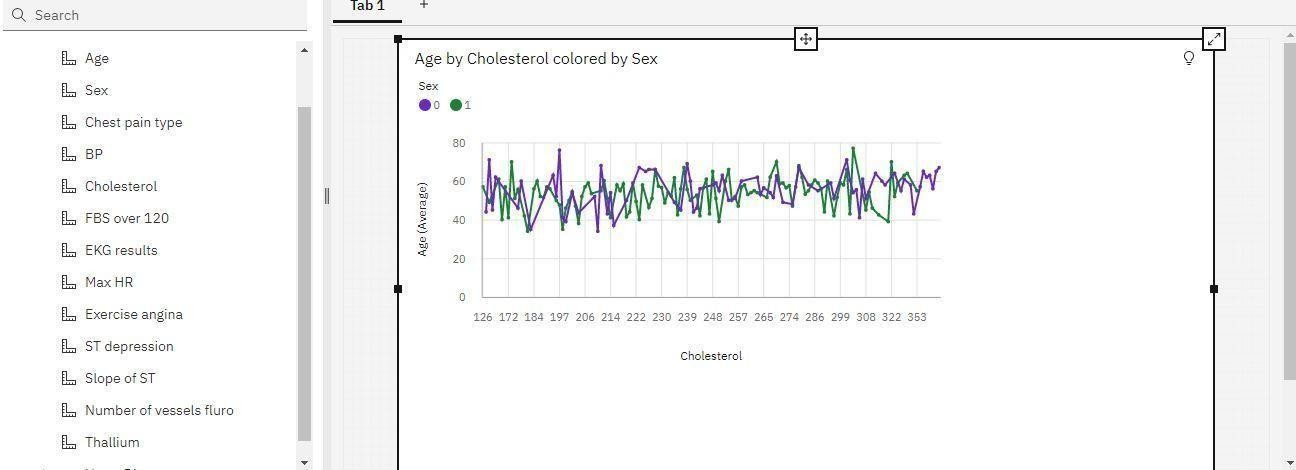 Search
Tab 1 +
Age
Sex
Chest pain type
BP
Cholesterol
FBS over 120
EKG results
Max HR
Exercise angina
ST depression
Slope of ST
Number of vessels fluro
Thallium
Age by Cholesterol colored by Sex
Sex
0 1
Age (Average)
80
60
40
20
0
126 172 184 197 206 214 222 230 239 248 257 265 274 286 299 308 322 353
Cholesterol